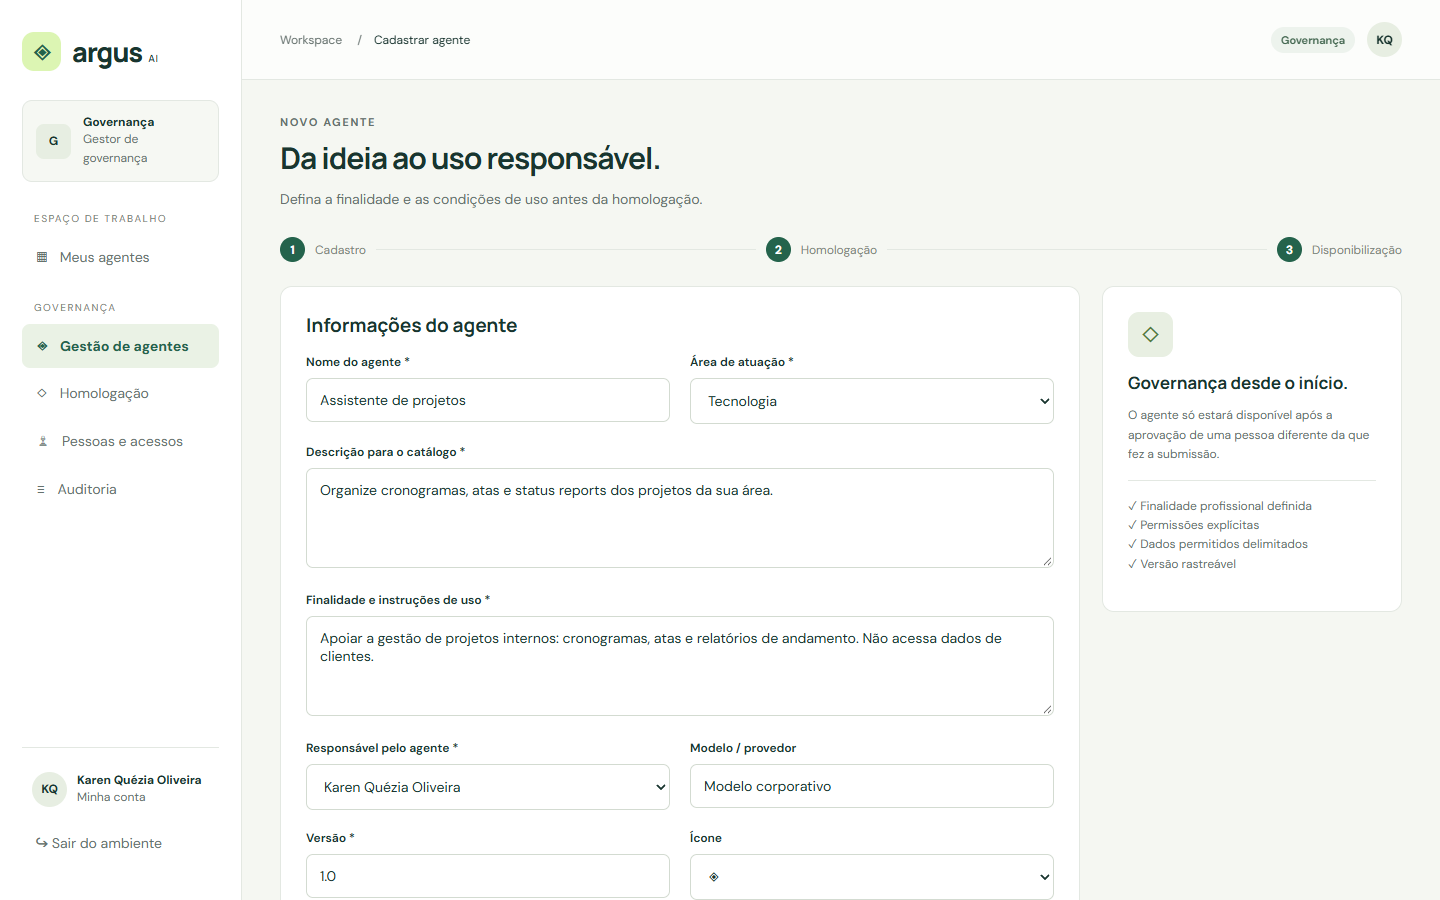 argus AI
G
Governança
Gestor de
governança
ESPAÇO DE TRABALHO
Meus agentes
GOVERNANÇA
Gestão de agentes
Homologação
Pessoas e acessos
Auditoria
KQ
Karen Quézia Oliveira
Minha conta
Sair do ambiente
Workspace / Cadastrar agente
Governança
KQ
NOVO AGENTE
Da ideia ao uso responsável.
Defina a finalidade e as condições de uso antes da homologação.
1 Cadastro
2 Homologação
3 Disponibilização
Informações do agente
Nome do agente *
Assistente de projetos
Área de atuação *
Tecnologia
Descrição para o catálogo *
Organize cronogramas, atas e status reports dos projetos da sua área.
Finalidade e instruções de uso *
Apoiar a gestão de projetos internos: cronogramas, atas e relatórios de andamento. Não acessa dados de
clientes.
Responsável pelo agente *
Karen Quézia Oliveira
Modelo / provedor
Modelo corporativo
Versão *
1.0
Ícone
◈
Governança desde o início.
O agente só estará disponível após a
aprovação de uma pessoa diferente da que
fez a submissão.
✓ Finalidade profissional definida
✓ Permissões explícitas
✓ Dados permitidos delimitados
✓ Versão rastreável